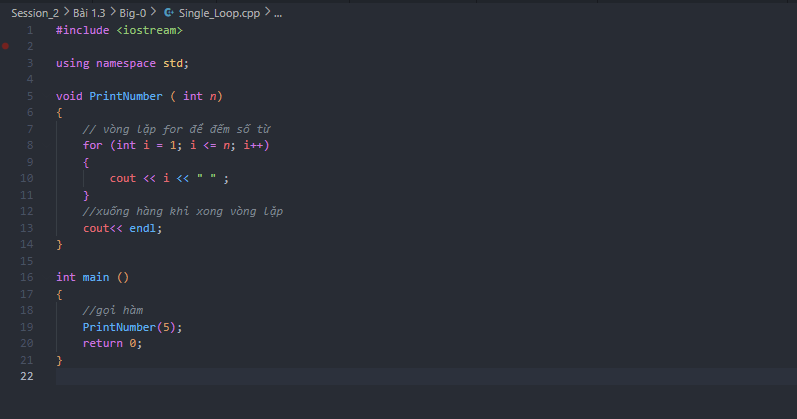 Session_2 > Bài 1.3 > Big-0 > Single_Loop.cpp > ...
1 #include <iostream>
2
3 using namespace std;
4
5 void PrintNumber ( int n)
6 {
7 // vòng lặp for để đếm số từ
8 for (int i = 1; i <= n; i++)
9 {
10 cout << i << " " ;
11 }
12 //xuống hàng khi xong vòng lặp
13 cout<< endl;
14 }
15
16 int main ()
17 {
18 //gọi hàm
19 PrintNumber(5);
20 return 0;
21 }
22